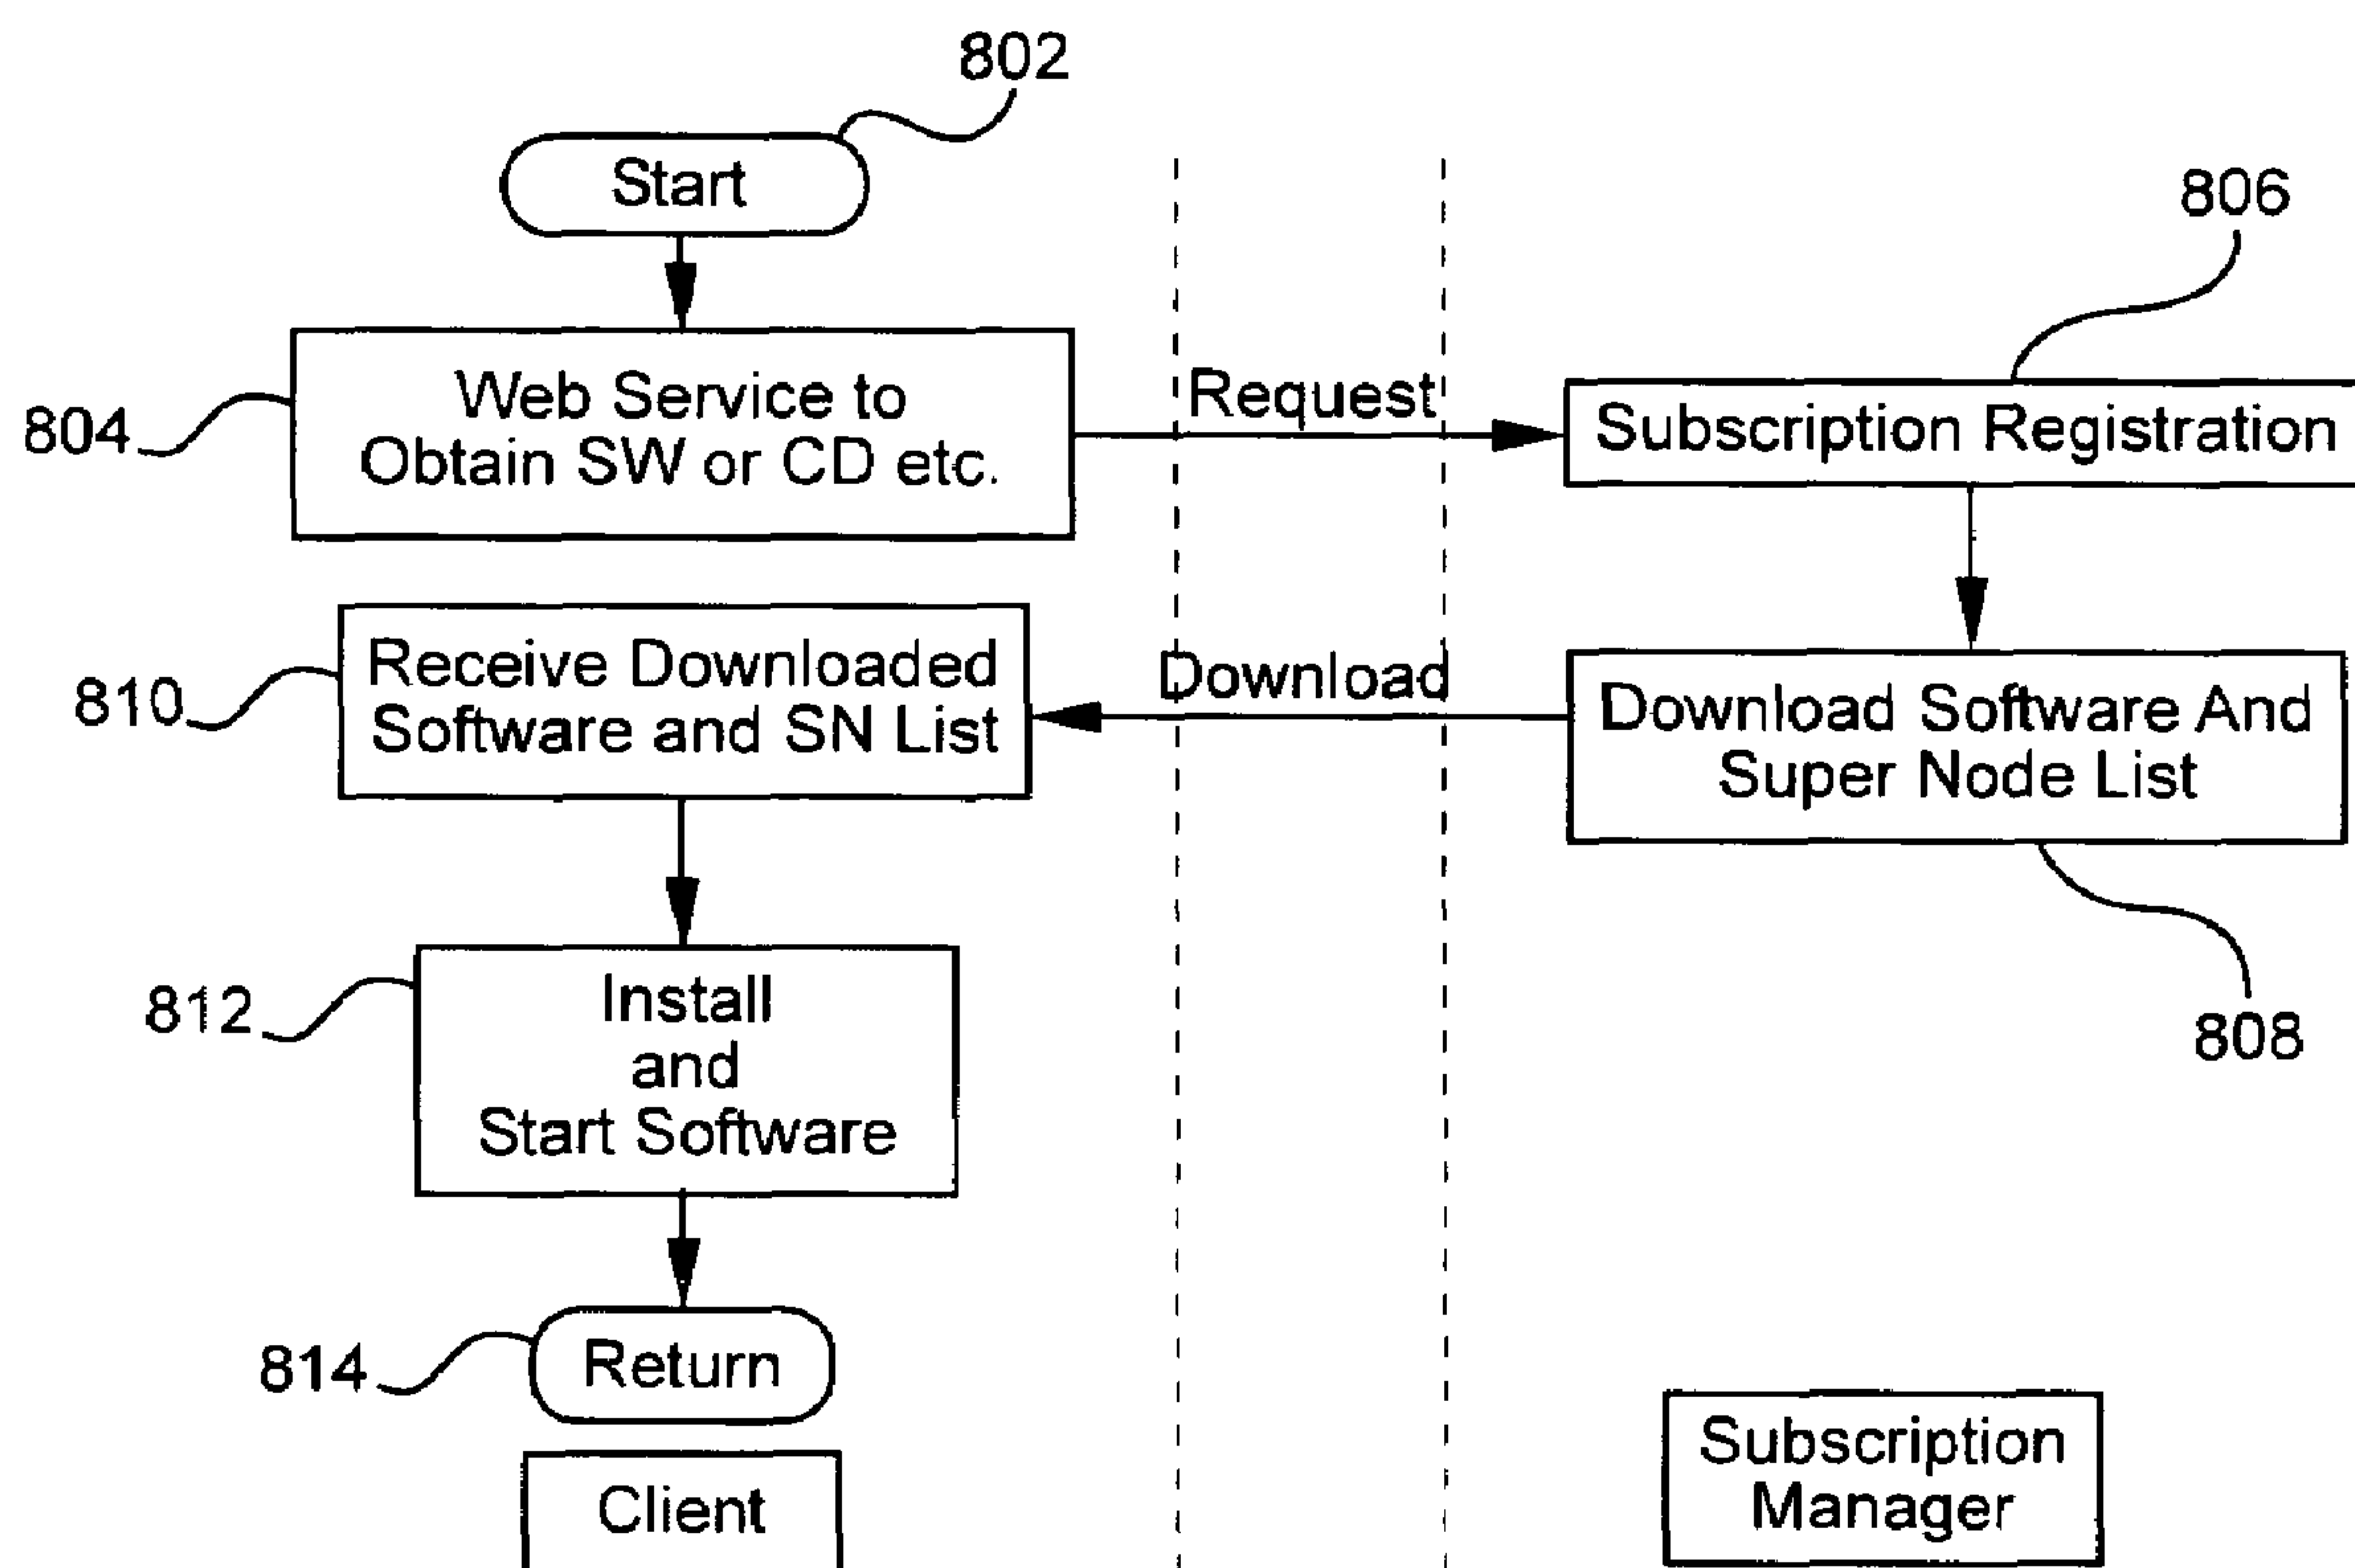 802
Start
806
804
Web Service to
Obtain SW or CD etc.
Request
Subscription Registration
810
Receive Downloaded
Software and SN List
Download
Download Software And
Super Node List
808
812
Install
and
Start Software
814
Return
Client
Subscription
Manager